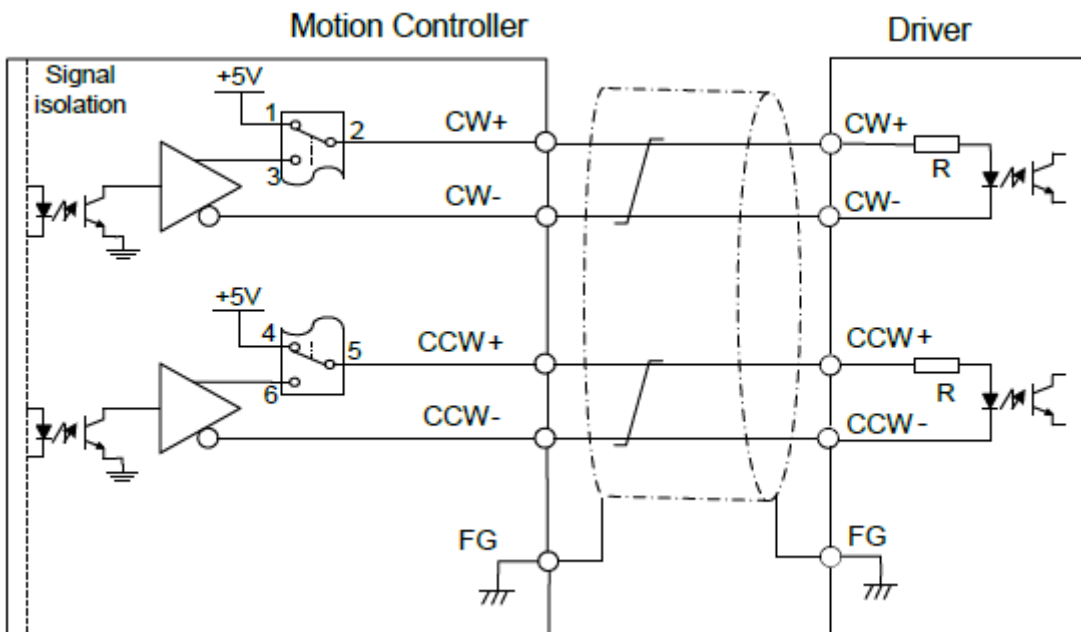 Motion Controller
Driver
Signal
isolation
+5V
1
2
3
CW+
CW+
R
CW-
CW-
+5V
4
5
6
CCW+
CCW+
R
CCW-
CCW-
FG
FG